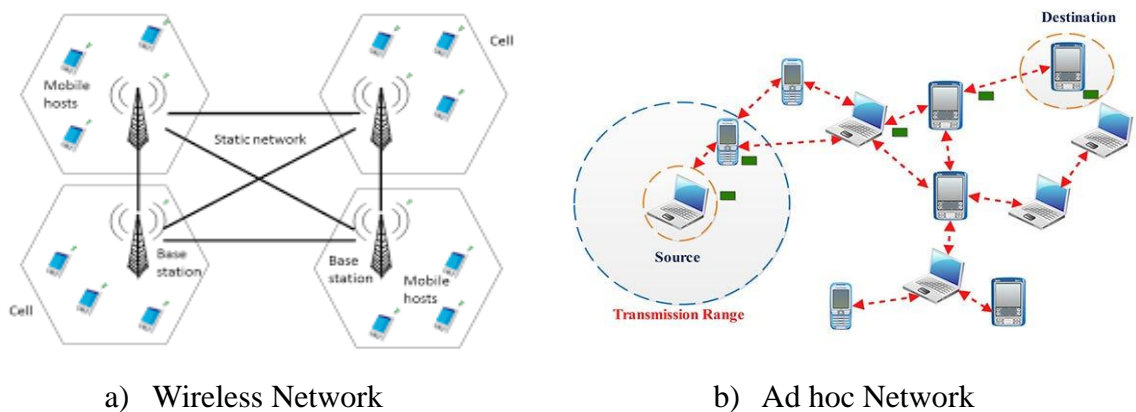 Cell
Mobile
hosts
Static network
Base
station
Base
station
Mobile
hosts
Cell
Destination
Source
Transmission Range
a) Wireless Network
b) Ad hoc Network